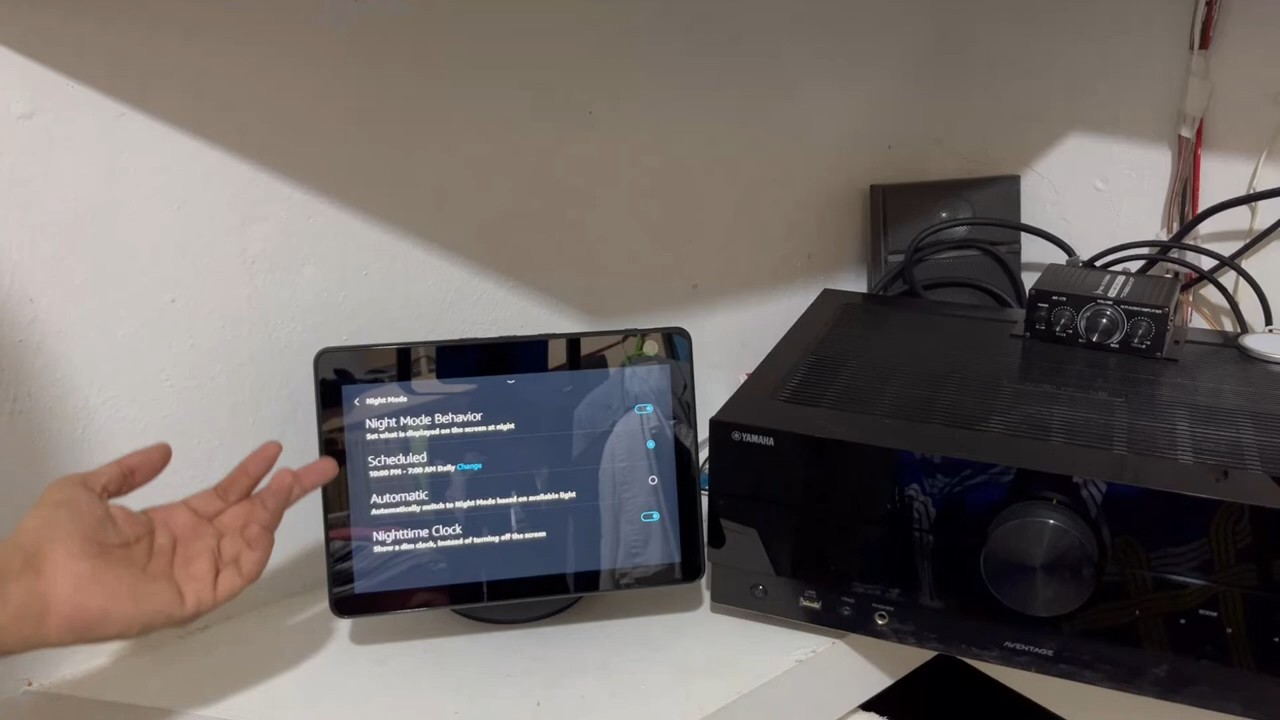 Night Mode
Night Mode Behavior
Set what is displayed on the screen at night
Scheduled
10:00 PM - 7:00 AM Daily Change
Automatic
Automatically switch to Night Mode based on available light
Nighttime Clock
Show a dim clock, instead of turning off the screen
YAMAHA
VOLUME
SCENE
AVENTAGE